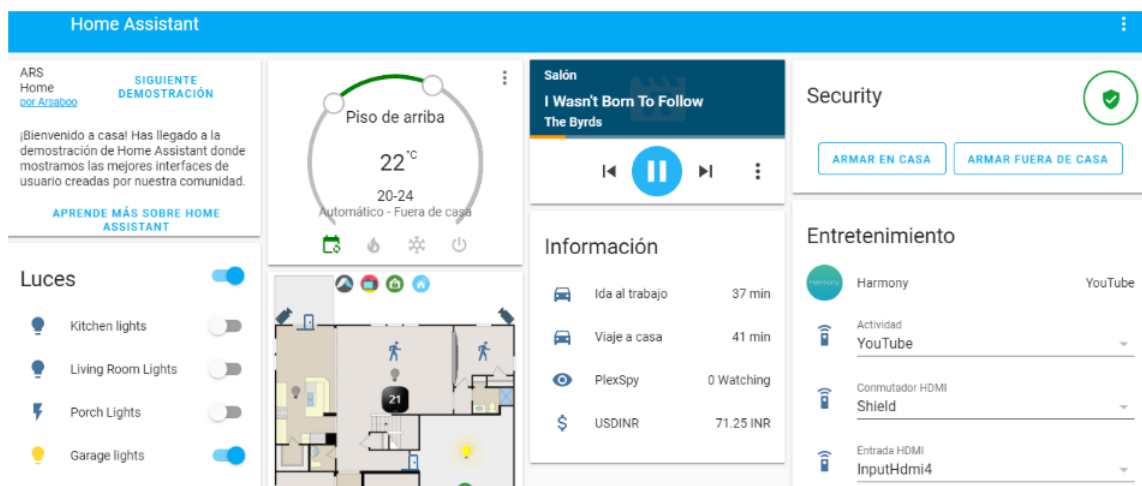 Home Assistant
ARS
Home
por Arsaboo
SIGUIENTE
DEMOSTRACIÓN
¡Bienvenido a casa! Has llegado a la
demostración de Home Assistant donde
mostramos las mejores interfaces de
usuario creadas por nuestra comunidad.
APRENDE MÁS SOBRE HOME
ASSISTANT
Luces
Kitchen lights
Living Room Lights
Porch Lights
Garage lights
Piso de arriba
22 °C
20-24
Automático - Fuera de casa
21
Salón
I Wasn't Born To Follow
The Byrds
Información
Ida al trabajo 37 min
Viaje a casa 41 min
PlexSpy 0 Watching
USDINR 71.25 INR
Security
ARMAR EN CASA ARMAR FUERA DE CASA
Entretenimiento
Harmony Harmony YouTube
Actividad
YouTube
Conmutador HDMI
Shield
Entrada HDMI
InputHdmi4